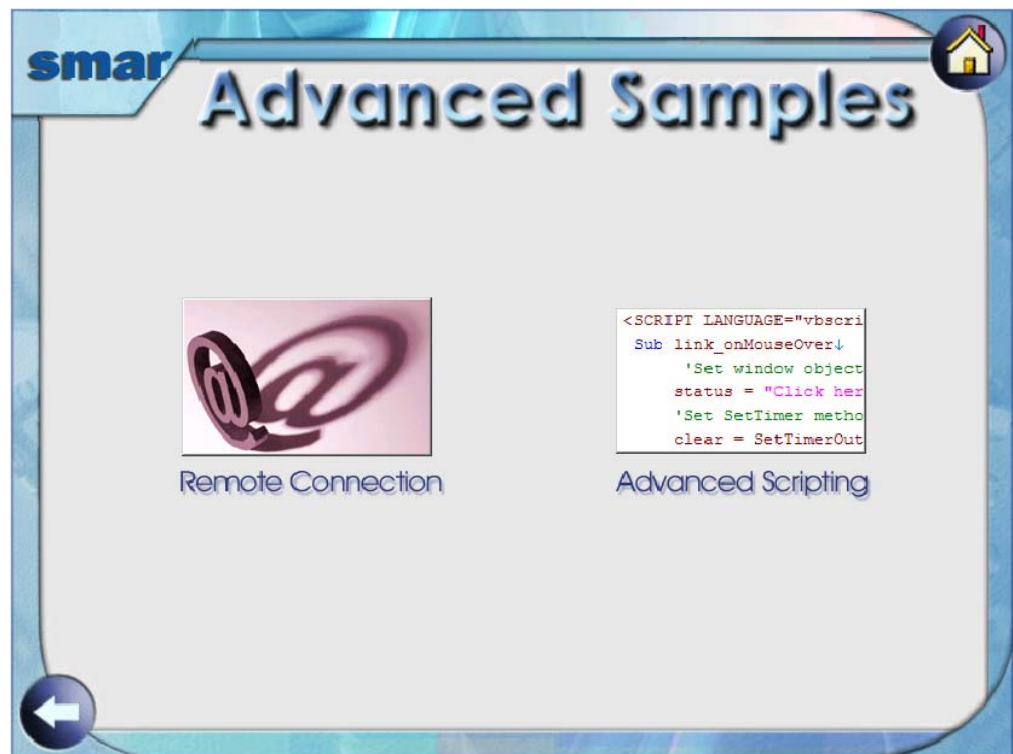 smar
Advanced Samples
@
<SCRIPT LANGUAGE="vbscri
Sub link_onMouseOver↓
'Set window object
status = "Click her
'Set SetTimer metho
clear = SetTimerOut
Remote Connection
Advanced Scripting